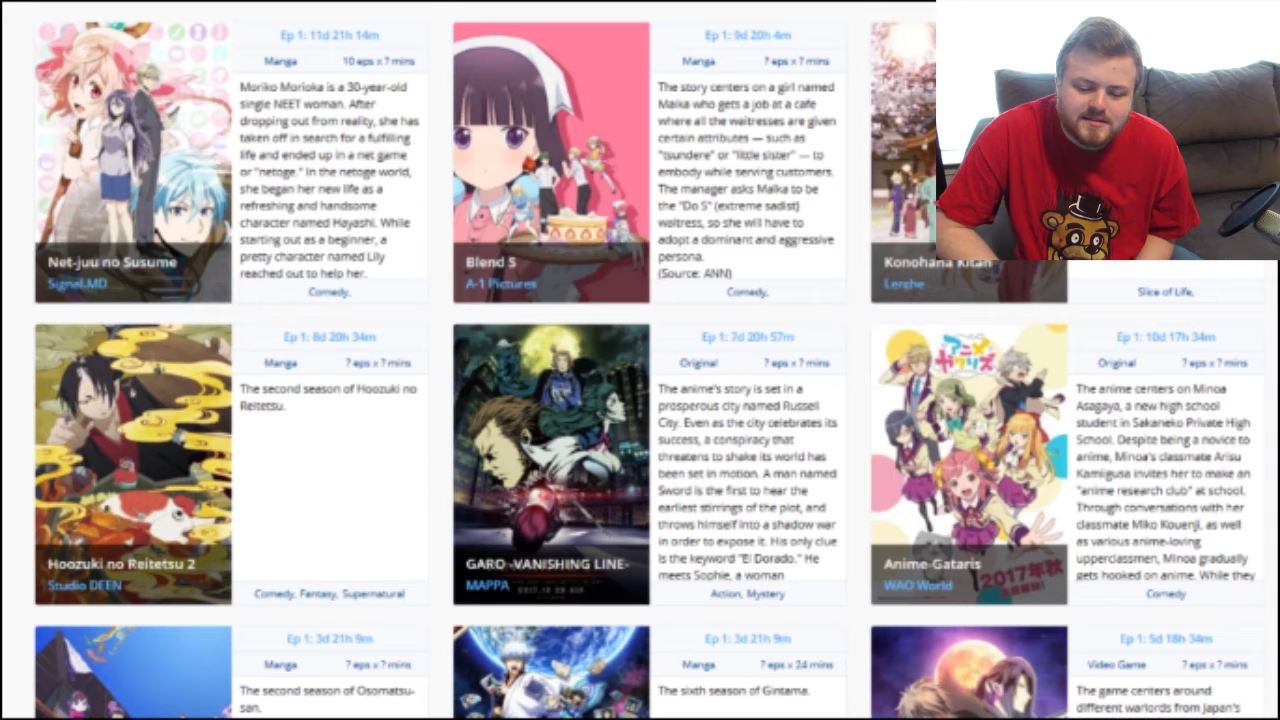 Ep 1: 11d 21h 14m
Manga 10 eps x ? mins
Moriko Morioka is a 30-year-old
single NEET woman. After
dropping out from reality, she has
taken off in search for a fulfilling
life and ended up in a net game
or "netoge." In the netoge world,
she began her new life as a
refreshing and handsome
character named Hayashi. While
starting out as a beginner, a
pretty character named Lily
reached out to help her.
Net-juu no Susume
Signal.MD
Comedy,
Ep 1: 9d 20h 4m
Manga ? eps x ? mins
The story centers on a girl named
Maika who gets a job at a cafe
where all the waitresses are given
certain attributes — such as
"tsundere" or "little sister" — to
embody while serving customers.
The manager asks Maika to be
the "Do S" (extreme sadist)
waitress, so she will have to
adopt a dominant and aggressive
persona.
(Source: ANN)
Blend S
A-1 Pictures
Comedy,
Konohana Kitan
Lerche
Slice of Life,
Ep 1: 8d 20h 34m
Manga ? eps x ? mins
The second season of Hoozuki no
Reitetsu.
Hoozuki no Reitetsu 2
Studio DEEN
Comedy, Fantasy, Supernatural
Ep 1: 7d 20h 57m
Original ? eps x ? mins
The anime's story is set in a
prosperous city named Russell
City. Even as the city celebrates its
success, a conspiracy that
threatens to shake its world has
been set in motion. A man named
Sword is the first to hear the
earliest stirrings of the plot, and
throws himself into a shadow war
in order to expose it. His only clue
is the keyword "El Dorado." He
meets Sophie, a woman
GARO -VANISHING LINE-
MAPPA
Action, Mystery
Ep 1: 10d 17h 34m
Original ? eps x ? mins
The anime centers on Minoa
Asagaya, a new high school
student in Sakaneko Private High
School. Despite being a novice to
anime, Minoa's classmate Arisu
Kamiigusa invites her to make an
"anime research club" at school.
Through conversations with her
classmate Miko Kouenji, as well
as various anime-loving
upperclassmen, Minoa gradually
gets hooked on anime. While they
アニメガタリズ
2017年秋
Anime-Gataris
WAO World
Comedy
Ep 1: 3d 21h 9m
Manga ? eps x ? mins
The second season of Osomatsu-
san.
Ep 1: 3d 21h 9m
Manga ? eps x 24 mins
The sixth season of Gintama.
Ep 1: 5d 18h 34m
Video Game ? eps x ? mins
The game centers around
different warlords from Japan's